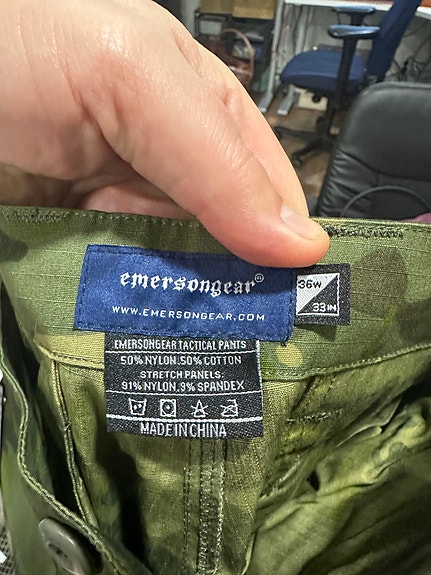 emersongear®
WWW.EMERSONGEAR.COM
36W
33IN
EMERSONGEAR TACTICAL PANTS
50% NYLON.50% COTTON
STRETCH PANELS:
91% NYLON.9% SPANDEX
MADE IN CHINA